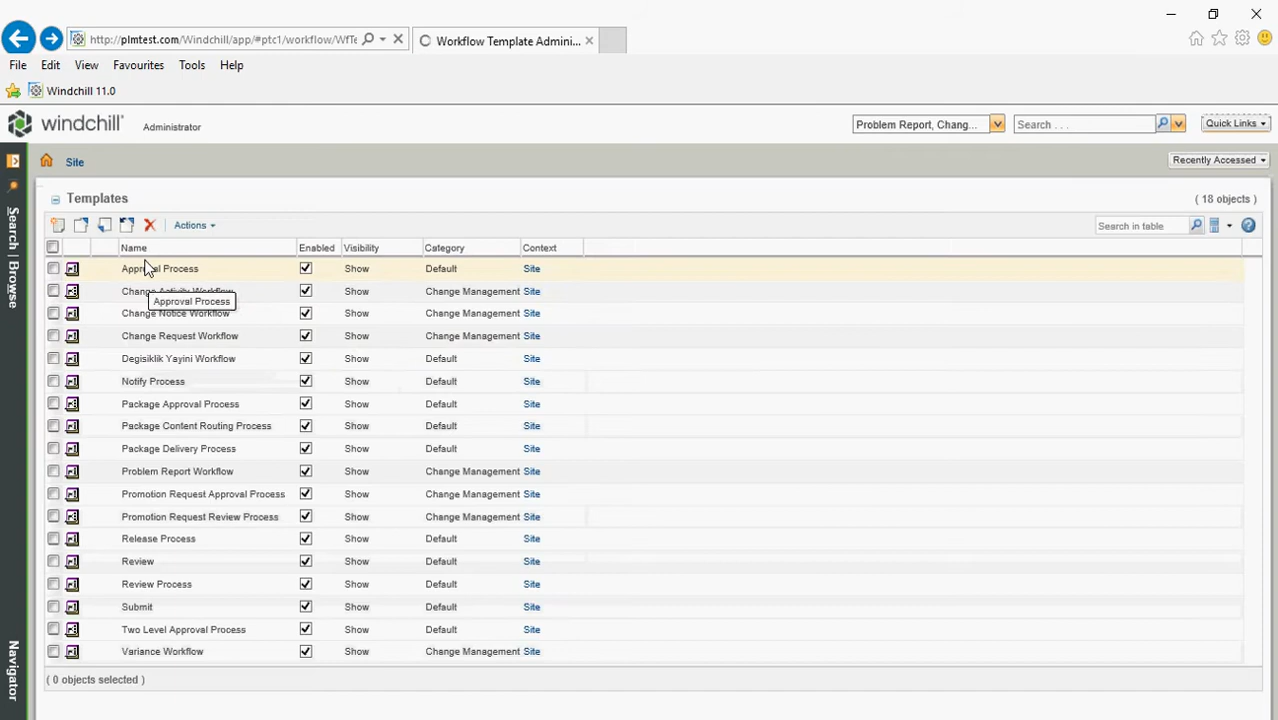 http://plmtest.com/Windchill/app/#ptc1/workflow/WfTe
Workflow Template Admini...
File Edit View Favourites Tools Help
Windchill 11.0
windchill Administrator Problem Report, Chang... Search . . . Quick Links
Site Recently Accessed
Templates ( 18 objects )
Actions Search in table
Name Enabled Visibility Category Context
Approval Process Show Default Site
Change Activity Workflow Show Change Management Site
Approval Process
Change Notice Workflow Show Change Management Site
Change Request Workflow Show Change Management Site
Degisiklik Yayini Workflow Show Default Site
Notify Process Show Default Site
Package Approval Process Show Default Site
Package Content Routing Process Show Default Site
Package Delivery Process Show Default Site
Problem Report Workflow Show Change Management Site
Promotion Request Approval Process Show Change Management Site
Promotion Request Review Process Show Change Management Site
Release Process Show Default Site
Review Show Default Site
Review Process Show Default Site
Submit Show Default Site
Two Level Approval Process Show Default Site
Variance Workflow Show Change Management Site
( 0 objects selected )
Search | Browse
Navigator